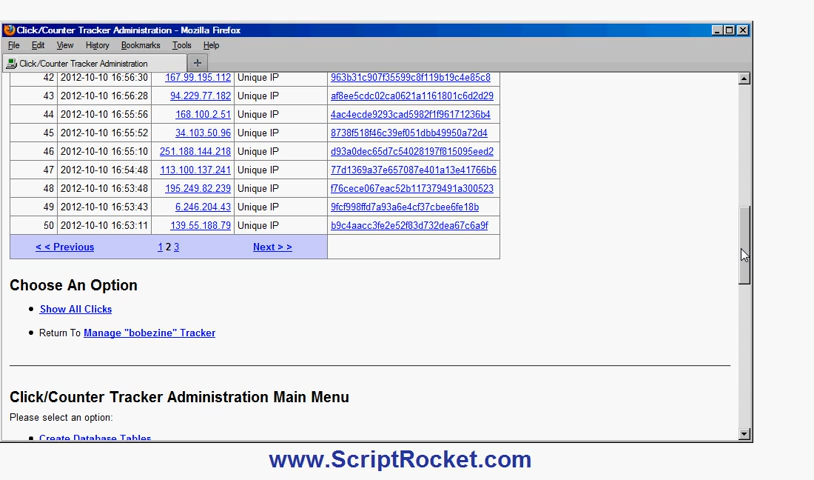 Click/Counter Tracker Administration - Mozilla Firefox
File Edit View History Bookmarks Tools Help
Click/Counter Tracker Administration +
42 2012-10-10 16:56:30 167.99.195.112 Unique IP 963b31c907f35599c8f119b19c4e85c8
43 2012-10-10 16:56:28 94.229.77.182 Unique IP af8ee5cdc02ca0621a1161801c6d2d29
44 2012-10-10 16:55:56 168.100.2.51 Unique IP 4ac4ecde9293cad5982f1f96171236b4
45 2012-10-10 16:55:52 34.103.50.96 Unique IP 8738f518f46c39ef051dbb49950a72d4
46 2012-10-10 16:55:10 251.188.144.218 Unique IP d93a0dec65d7c54028197f815095eed2
47 2012-10-10 16:54:48 113.100.137.241 Unique IP 77d1369a37e657087e401a13e41766b6
48 2012-10-10 16:53:48 195.249.82.239 Unique IP f76cece067eac52b117379491a300523
49 2012-10-10 16:53:43 6.246.204.43 Unique IP 9fcf998ffd7a93a6e4cf37cbee6fe18b
50 2012-10-10 16:53:11 139.55.188.79 Unique IP b9c4aacc3fe2e52f83d732dea67c6a9f
< < Previous 1 2 3 Next > >
Choose An Option
Show All Clicks
Return To Manage "bobezine" Tracker
Click/Counter Tracker Administration Main Menu
Please select an option:
Create Database Tables
www.ScriptRocket.com